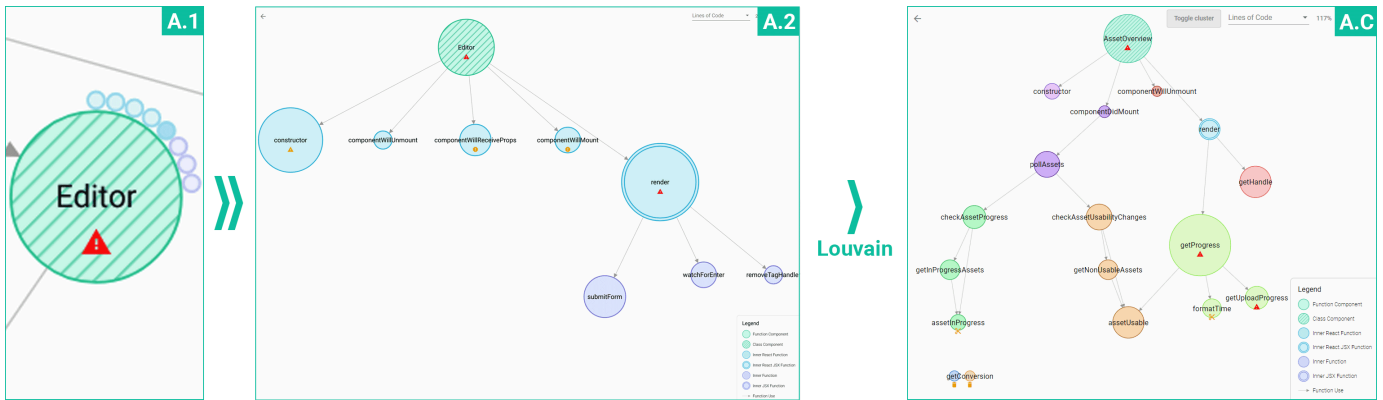 A.1
Editor
A.2
Lines of Code
Editor
constructor
componentWillUnmount
componentWillReceiveProps
componentWillMount
render
submitForm
watchForEnter
removeTagHandle
Legend
Function Component
Class Component
Inner React Function
Inner React JSX Function
Inner Function
Inner JSX Function
Function Use
Louvain
A.C
Toggle cluster
Lines of Code
117%
AssetOverview
constructor
componentWillUnmount
componentDidMount
render
pollAssets
getHandle
checkAssetProgress
checkAssetUsabilityChanges
getProgress
getInProgressAssets
getNonUsableAssets
getUploadProgress
formatTime
assetInProgress
assetUsable
getConversion
Legend
Function Component
Class Component
Inner React Function
Inner React JSX Function
Inner Function
Inner JSX Function
Function Use